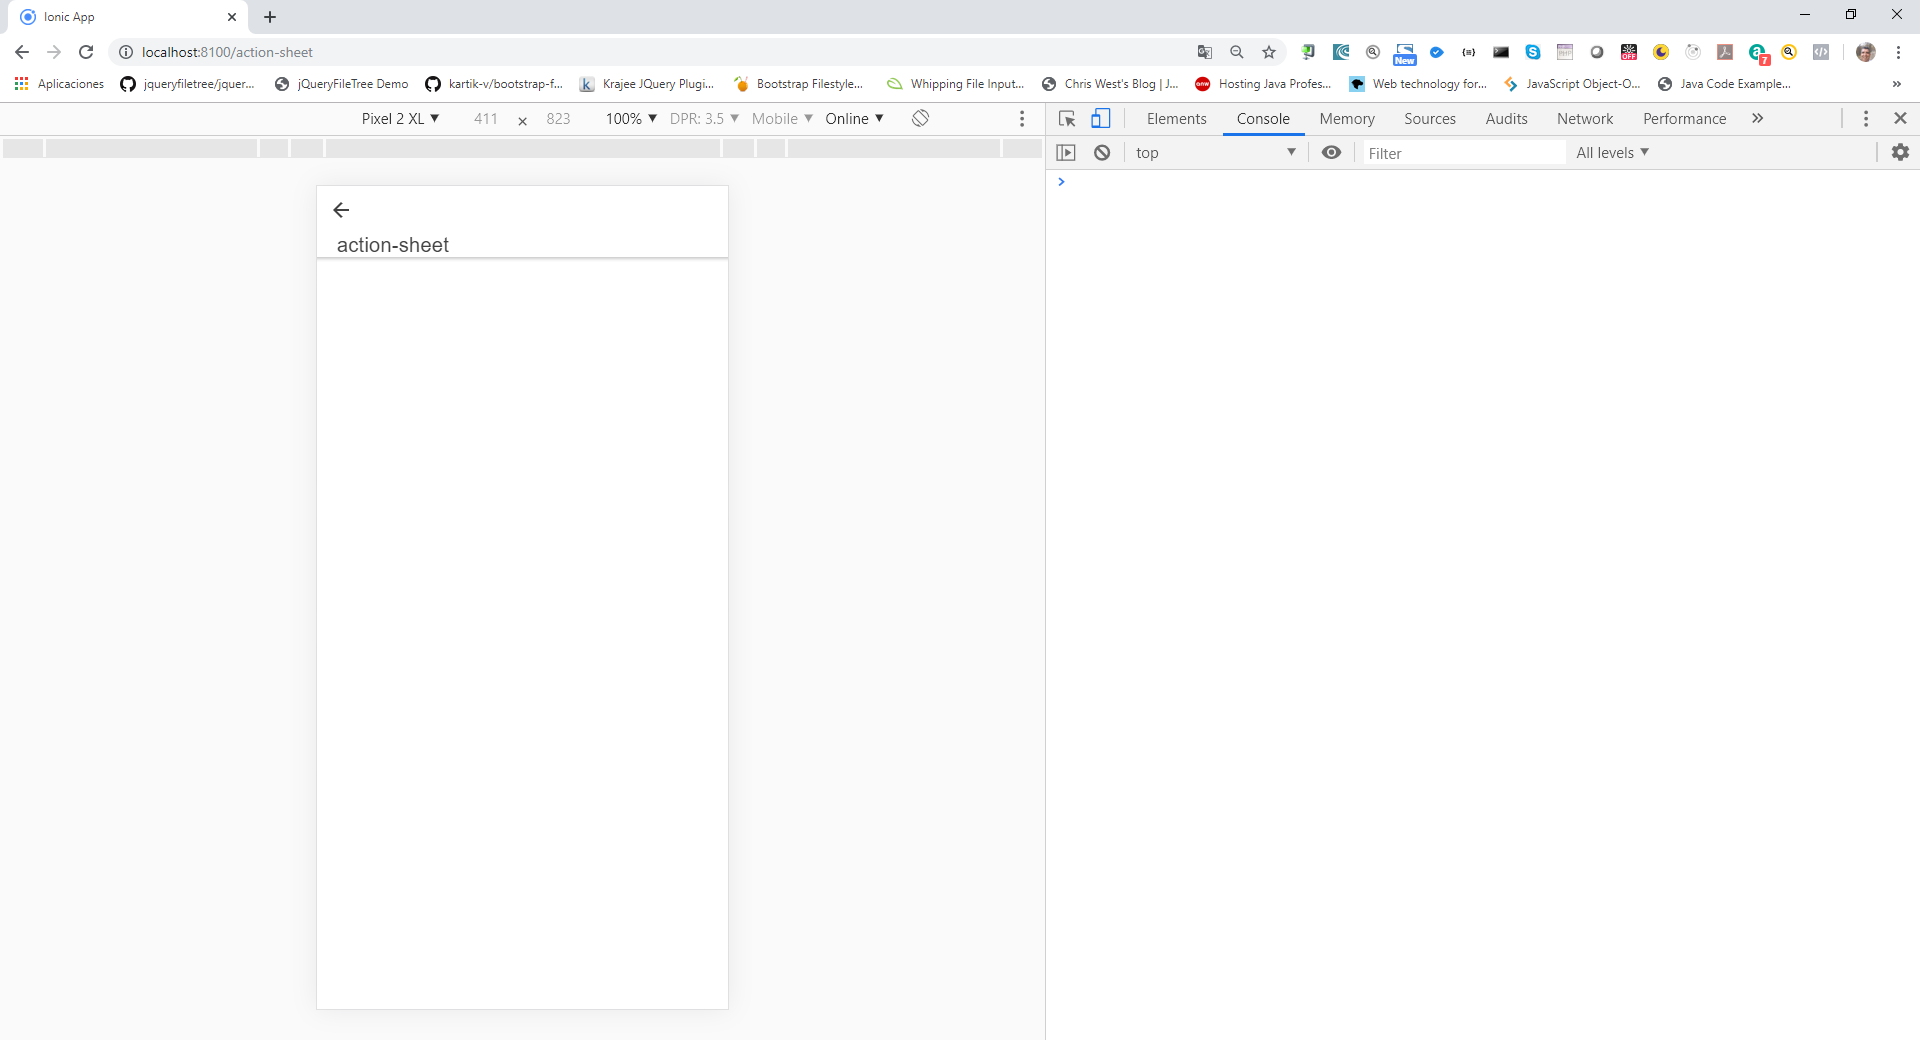 Ionic App
localhost:8100/action-sheet
New
OFF
7
Aplicaciones
jqueryfiletree/jquer...
jQueryFileTree Demo
kartik-v/bootstrap-f...
k
Krajee JQuery Plugi...
Bootstrap Filestyle...
Whipping File Input...
Chris West's Blog | J...
Hosting Java Profes...
Web technology for...
JavaScript Object-O...
Java Code Example...
»
Pixel 2 XL ▼
411 × 823
100% ▼
DPR: 3.5 ▼
Mobile ▼
Online ▼
Elements
Console
Memory
Sources
Audits
Network
Performance
»
top ▼
Filter
All levels ▼
action-sheet